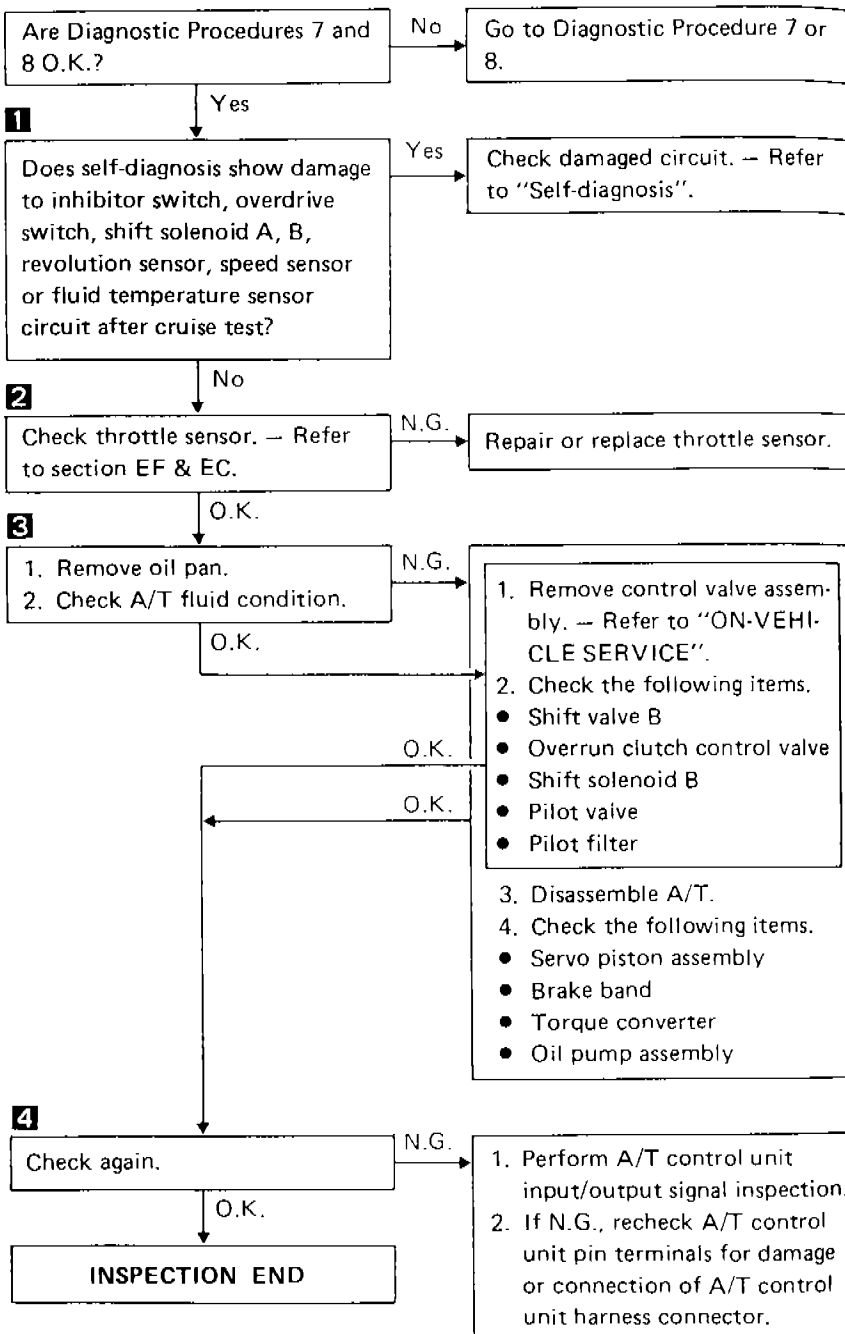 Are Diagnostic Procedures 7 and
8 O.K.?
No
Go to Diagnostic Procedure 7 or
8.
Yes
1
Does self-diagnosis show damage
to inhibitor switch, overdrive
switch, shift solenoid A, B,
revolution sensor, speed sensor
or fluid temperature sensor
circuit after cruise test?
Yes
Check damaged circuit. — Refer
to "Self-diagnosis".
No
2
Check throttle sensor. — Refer
to section EF & EC.
N.G.
Repair or replace throttle sensor.
O.K.
3
1. Remove oil pan.
2. Check A/T fluid condition.
N.G.
O.K.
1. Remove control valve assem-
bly. — Refer to "ON-VEHI-
CLE SERVICE".
2. Check the following items.
● Shift valve B
● Overrun clutch control valve
● Shift solenoid B
● Pilot valve
● Pilot filter
O.K.
O.K.
3. Disassemble A/T.
4. Check the following items.
● Servo piston assembly
● Brake band
● Torque converter
● Oil pump assembly
4
Check again.
N.G.
1. Perform A/T control unit
input/output signal inspection.
2. If N.G., recheck A/T control
unit pin terminals for damage
or connection of A/T control
unit harness connector.
O.K.
INSPECTION END